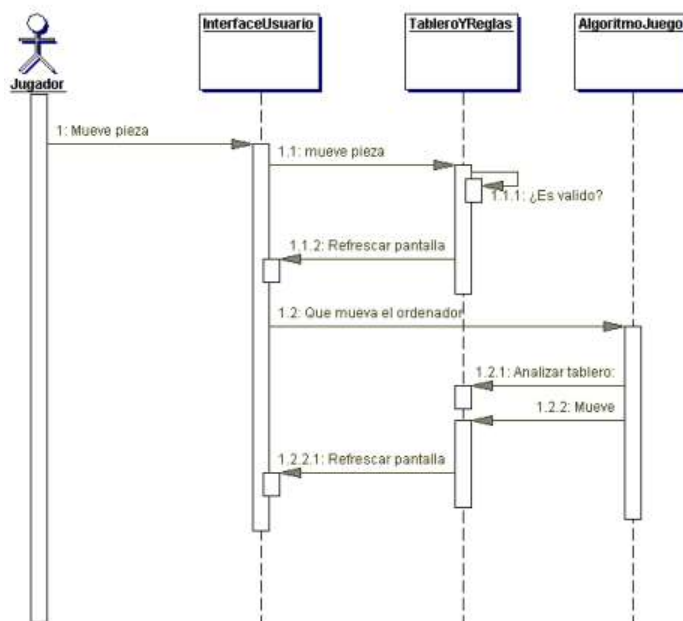 InterfaceUsuario
TableroYReglas
AlgoritmoJuego
Jugador
1: Mueve pieza
1.1: mueve pieza
1.1.1: ¿Es valido?
1.1.2: Refrescar pantalla
1.2: Que mueva el ordenador
1.2.1: Analizar tablero:
1.2.2: Mueve
1.2.2.1: Refrescar pantalla